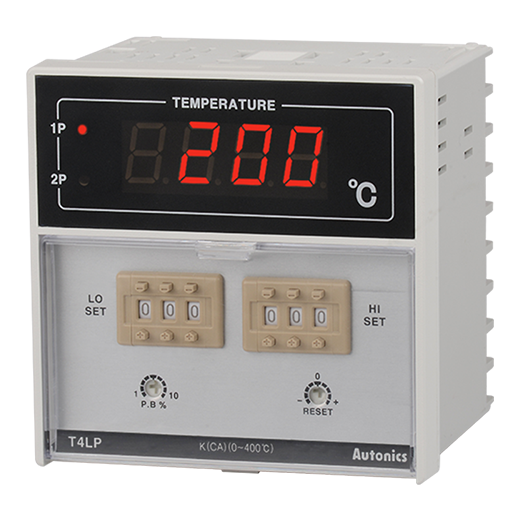 TEMPERATURE
1P
200
2P
°C
LO
SET
000
000
HI
SET
1 10
P.B %
0
- +
RESET
T4LP K(CA)(0~400℃) Autonics